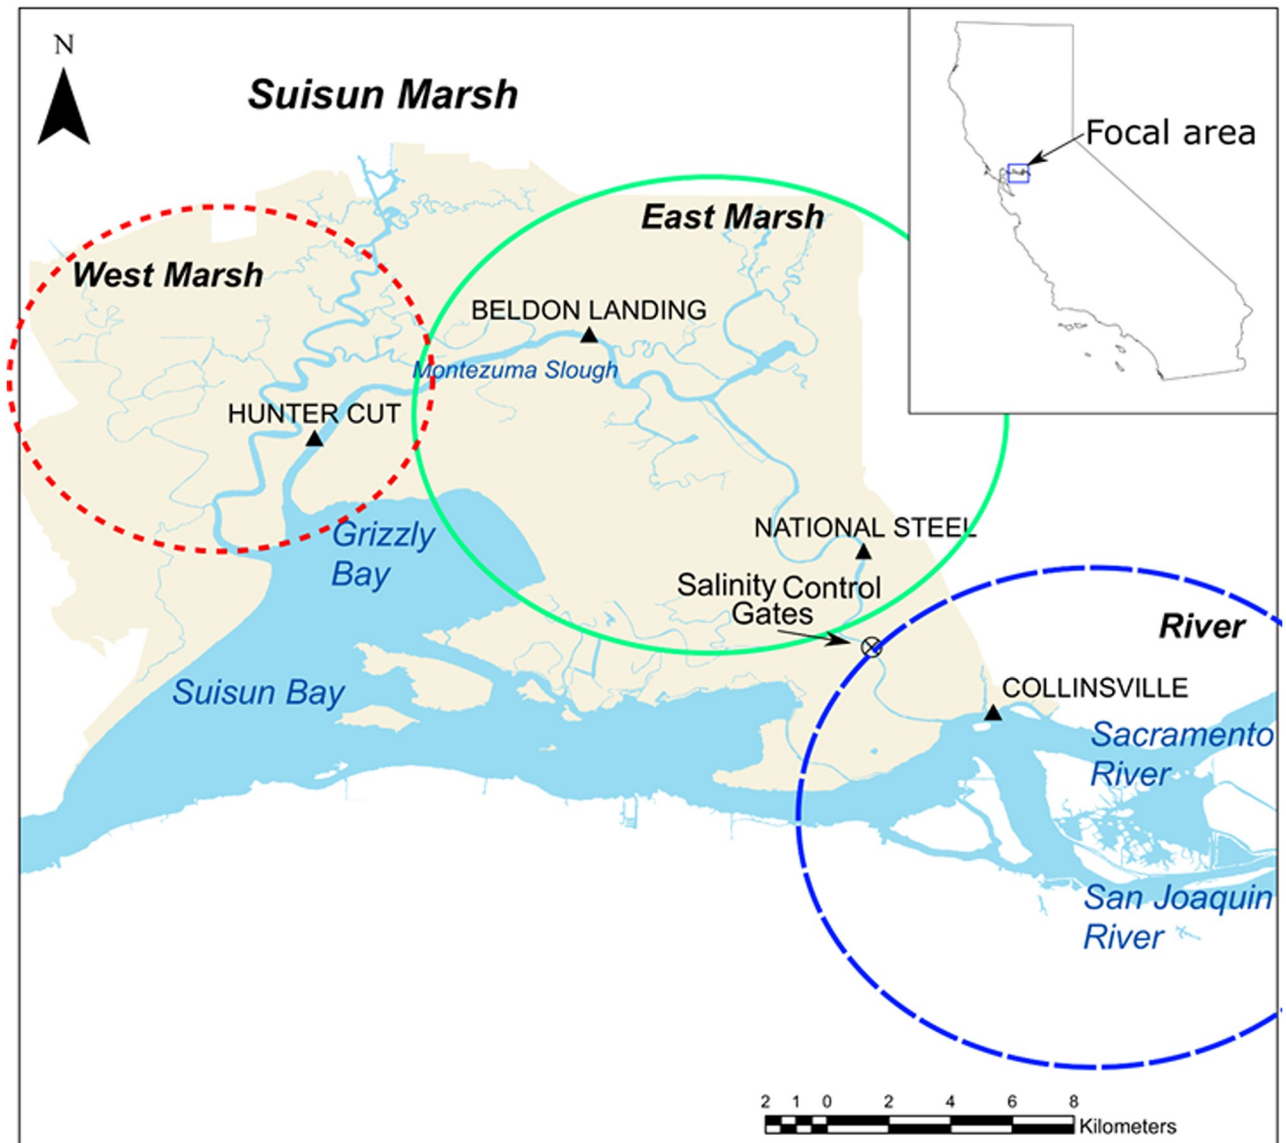 N
Suisun Marsh
Focal area
East Marsh
West Marsh
BELDON LANDING
Montezuma Slough
HUNTER CUT
NATIONAL STEEL
Grizzly
Bay
Salinity Control
Gates
River
Suisun Bay
COLLINSVILLE
Sacramento
River
San Joaquin
River
2 1 0 2 4 6 8
Kilometers